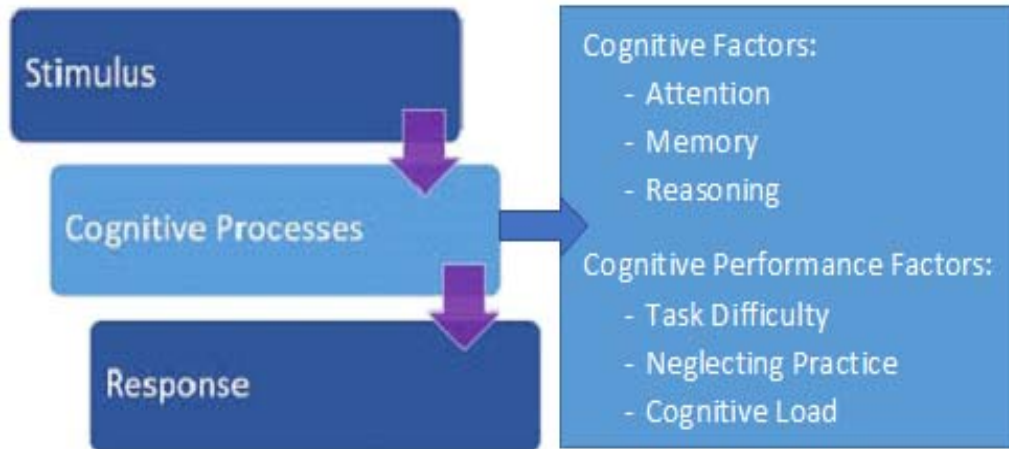 Stimulus
Cognitive Processes
Response
Cognitive Factors:
- Attention
- Memory
- Reasoning
Cognitive Performance Factors:
- Task Difficulty
- Neglecting Practice
- Cognitive Load